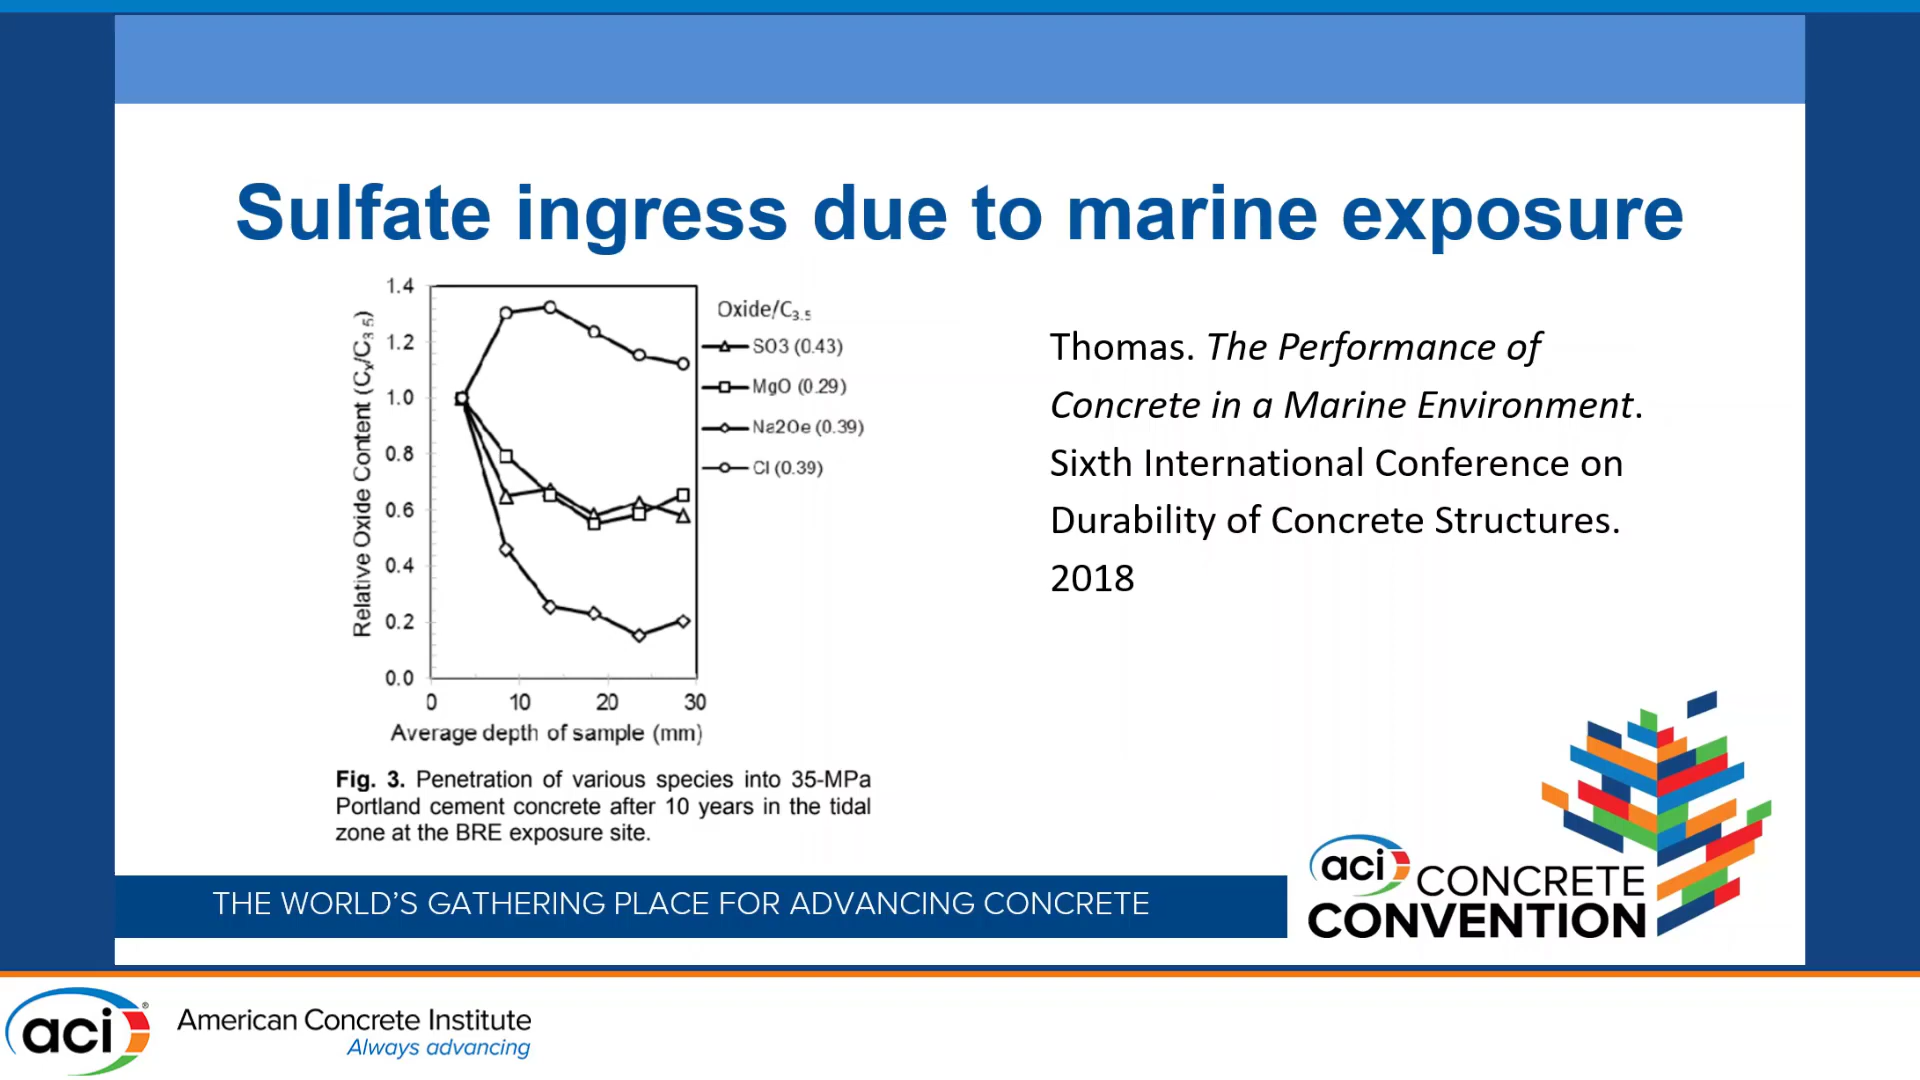 Sulfate ingress due to marine exposure
1.4
1.2
1.0
0.8
0.6
0.4
0.2
0.0
Relative Oxide Content (Cx/C3.5)
0 10 20 30
Average depth of sample (mm)
Oxide/C3.5
SO3 (0.43)
MgO (0.29)
Na2Oe (0.39)
Cl (0.39)
Fig. 3. Penetration of various species into 35-MPa
Portland cement concrete after 10 years in the tidal
zone at the BRE exposure site.
Thomas. The Performance of
Concrete in a Marine Environment.
Sixth International Conference on
Durability of Concrete Structures.
2018
THE WORLD'S GATHERING PLACE FOR ADVANCING CONCRETE
aci CONCRETE
CONVENTION
aci®
American Concrete Institute
Always advancing